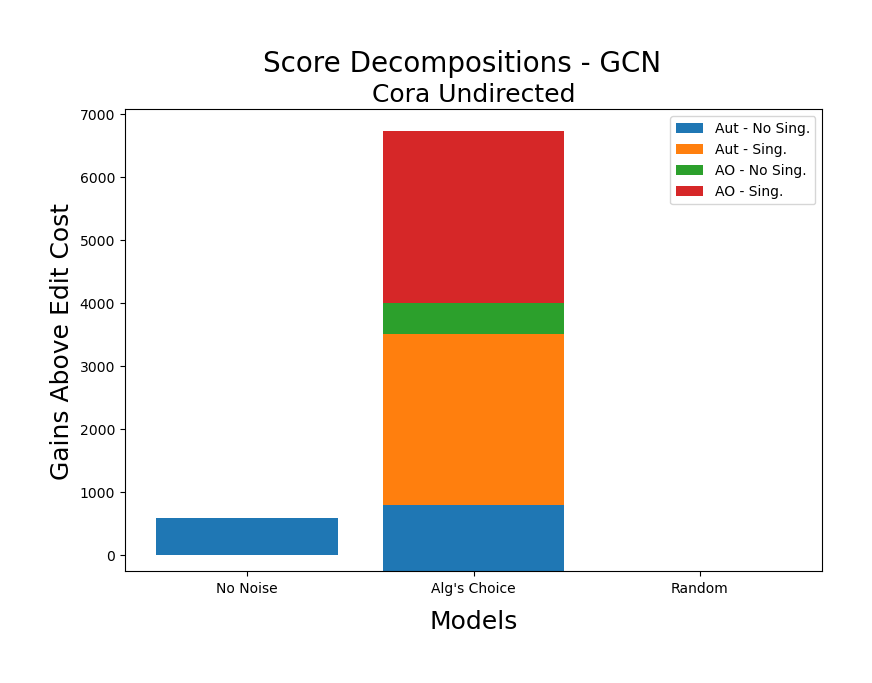 Score Decompositions - GCN
Cora Undirected
7000
6000
5000
4000
3000
2000
1000
0
Gains Above Edit Cost
Aut - No Sing.
Aut - Sing.
AO - No Sing.
AO - Sing.
No Noise
Alg's Choice
Random
Models